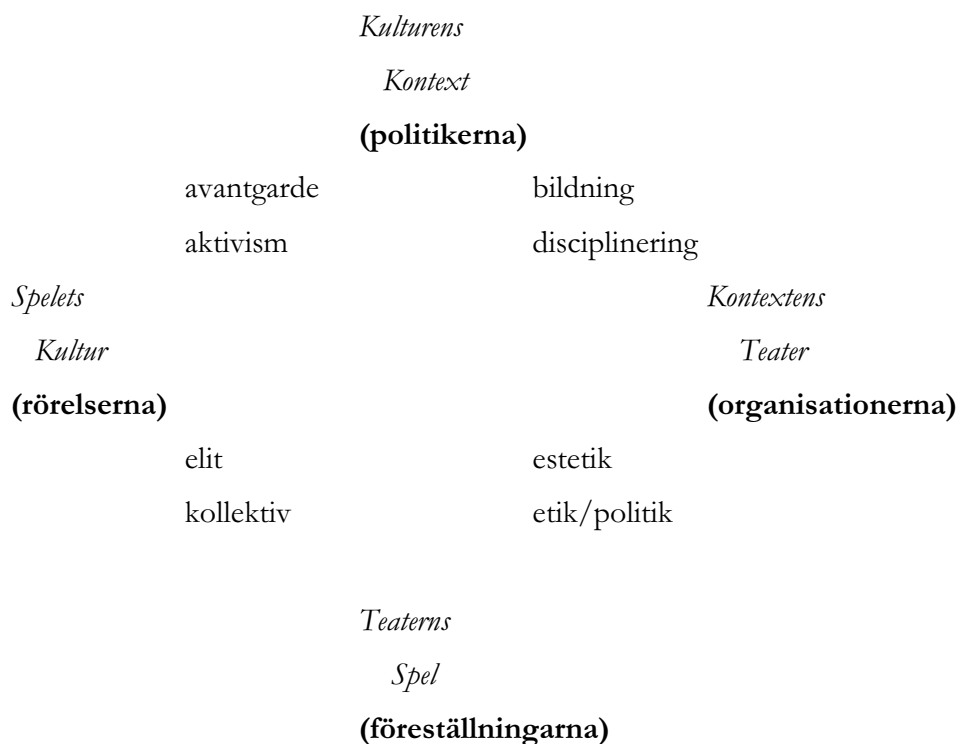 Kulturens
Kontext
(politikerna)
avantgarde bildning
aktivism disciplinering
Spelets Kontextens
Kultur Teater
(rörelserna) (organisationerna)
elit estetik
kollektiv etik/politik
Teaterns
Spel
(föreställningarna)